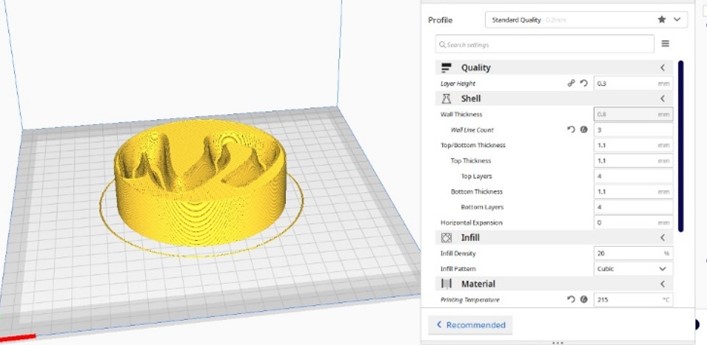 Profile
Standard Quality - 0.2mm
Search settings
Quality
Layer Height 0.3 mm
Shell
Wall Thickness 0.8 mm
Wall Line Count 3
Top/Bottom Thickness 1.1 mm
Top Thickness 1.1 mm
Top Layers 4
Bottom Thickness 1.1 mm
Bottom Layers 4
Horizontal Expansion 0 mm
Infill
Infill Density 20 %
Infill Pattern Cubic
Material
Printing Temperature 215 °C
Recommended